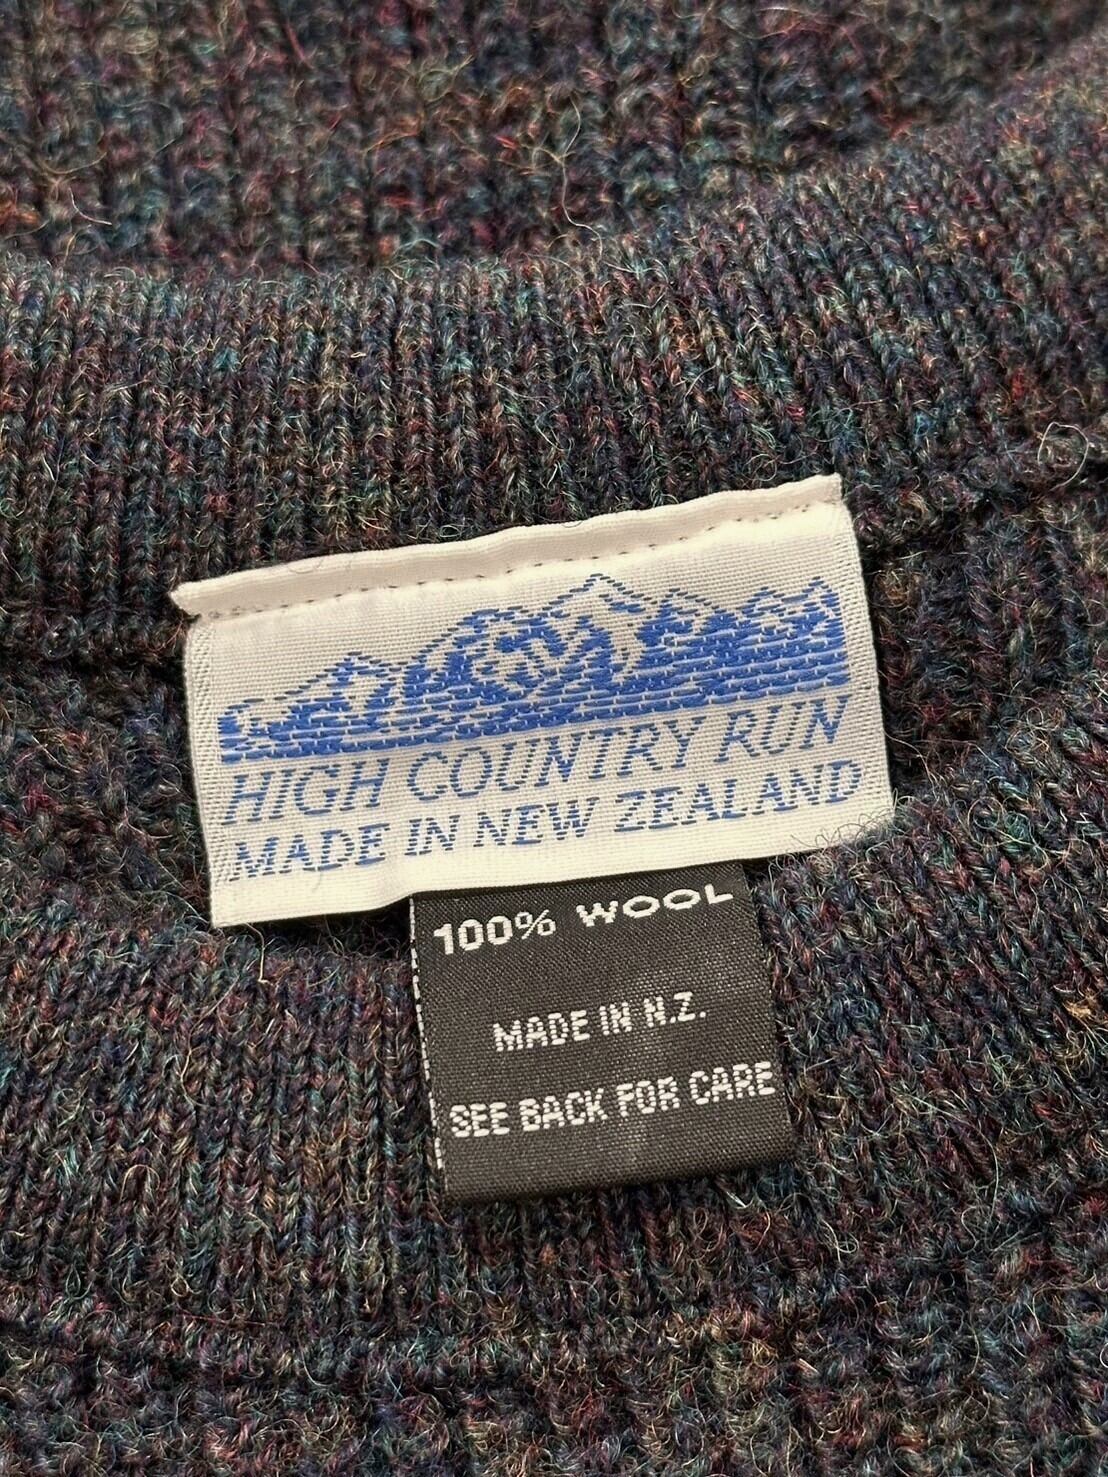 HIGH COUNTRY RUN
MADE IN NEW ZEALAND
100% WOOL
MADE IN N.Z.
SEE BACK FOR CARE